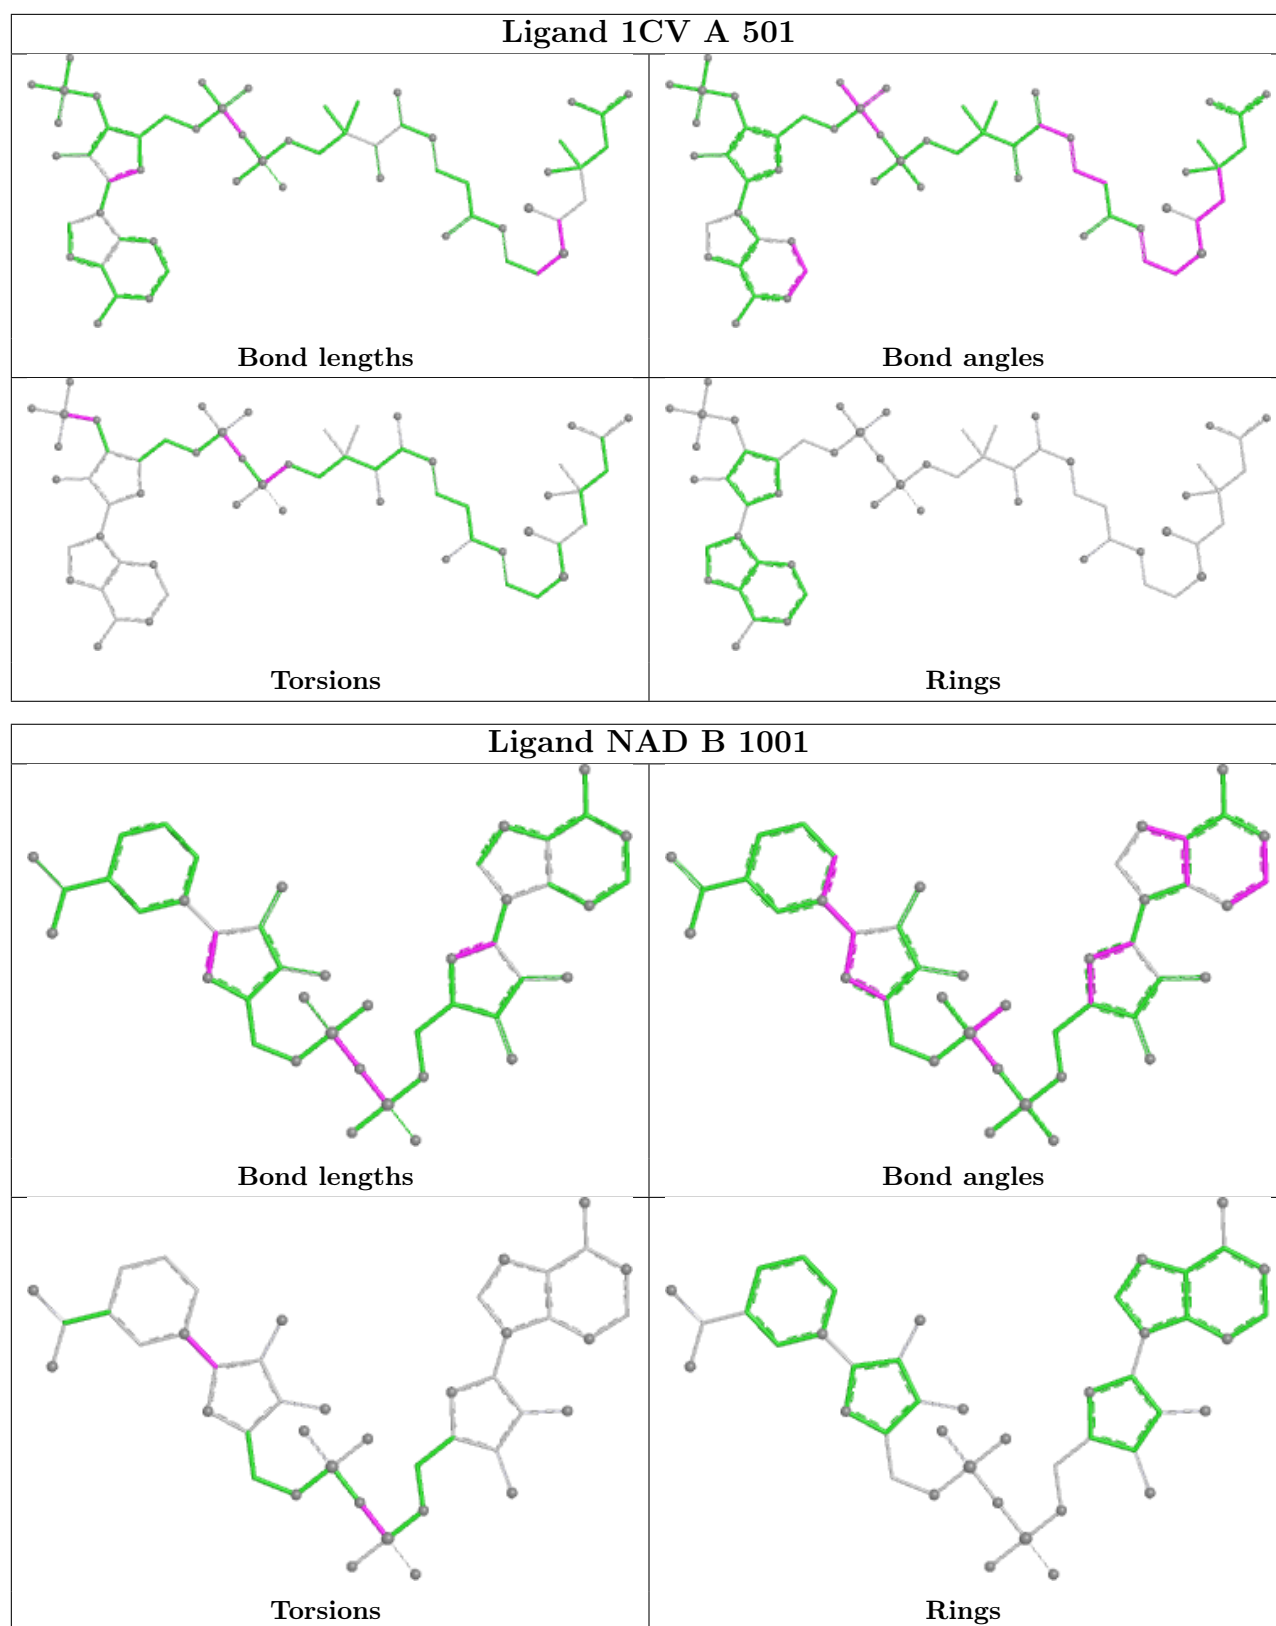 Ligand 1CV A 501
Bond lengths
Bond angles
Torsions
Rings
Ligand NAD B 1001
Bond lengths
Bond angles
Torsions
Rings